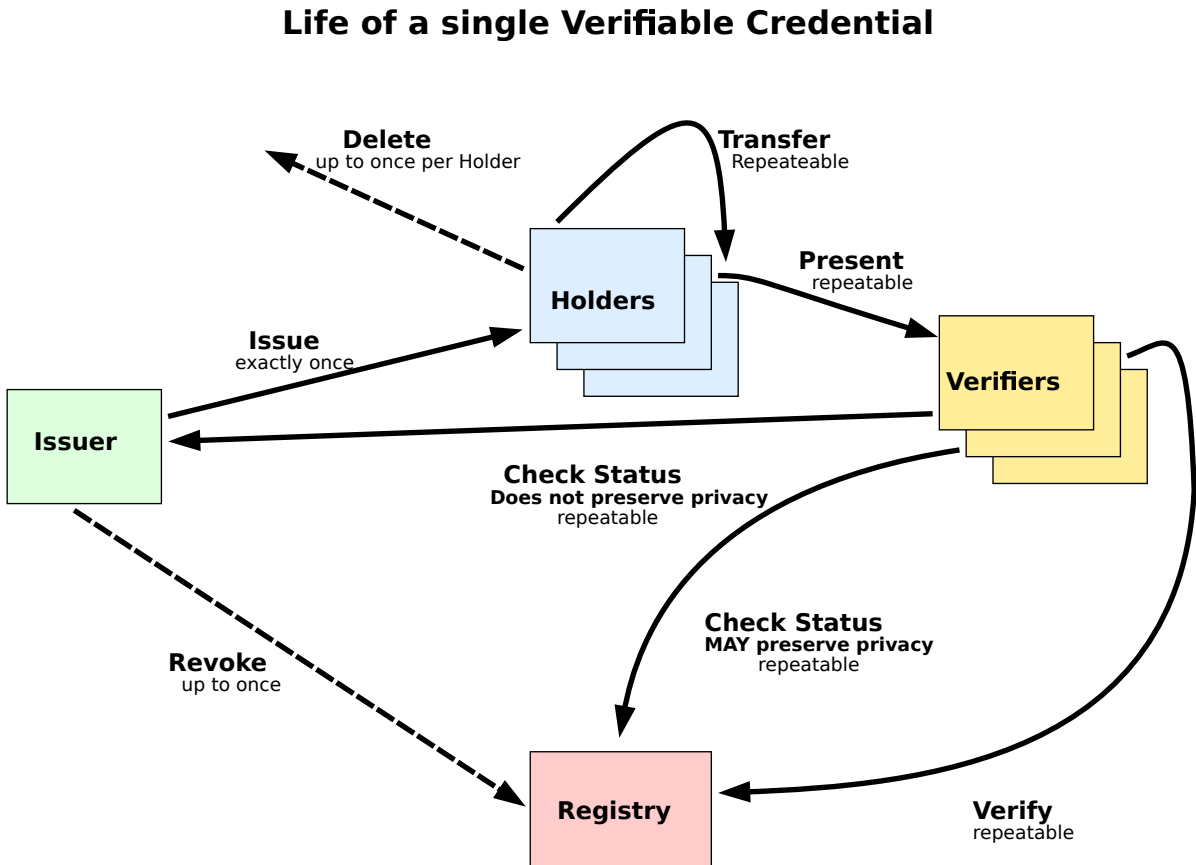 Life of a single Verifiable Credential
Delete
up to once per Holder
Transfer
Repeateable
Present
repeatable
Holders
Issue
exactly once
Verifiers
Issuer
Check Status
Does not preserve privacy
repeatable
Check Status
MAY preserve privacy
repeatable
Revoke
up to once
Registry
Verify
repeatable